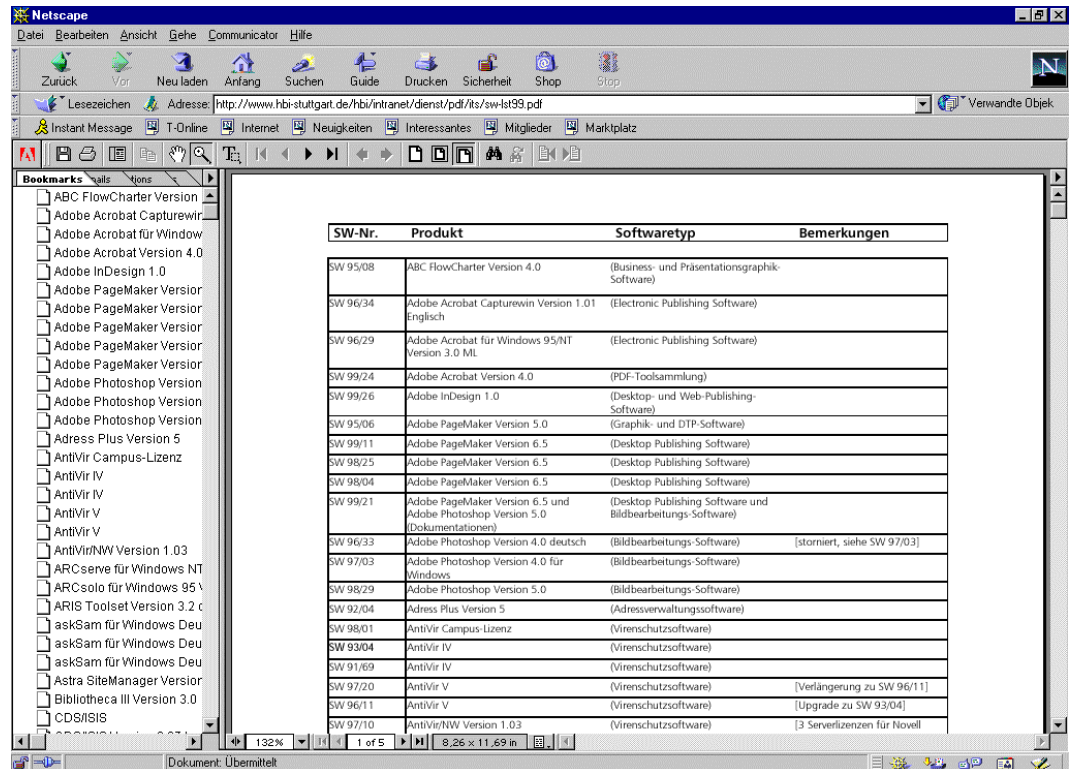 Netscape
Datei Bearbeiten Ansicht Gehe Communicator Hilfe
Zurück Vor Neu laden Anfang Suchen Guide Drucken Sicherheit Shop Stop
Lesezeichen Adresse: http://www.hbi-stuttgart.de/hbi/intranet/dienst/pdf/its/sw-lst99.pdf Verwandte Objek
Instant Message T-Online Internet Neuigkeiten Interessantes Mitglieder Marktplatz
Bookmarks
ABC FlowCharter Version
Adobe Acrobat Capturewin
Adobe Acrobat für Window
Adobe Acrobat Version 4.0
Adobe InDesign 1.0
Adobe PageMaker Version
Adobe PageMaker Version
Adobe PageMaker Version
Adobe PageMaker Version
Adobe PageMaker Version
Adobe Photoshop Version
Adobe Photoshop Version
Adobe Photoshop Version
Adress Plus Version 5
AntiVir Campus-Lizenz
AntiVir IV
AntiVir IV
AntiVir V
AntiVir V
AntiVir/NW Version 1.03
ARCserve für Windows NT
ARCsolo für Windows 95
ARIS Toolset Version 3.2
askSam für Windows Deu
askSam für Windows Deu
askSam für Windows Deu
Astra SiteManager Version
Bibliotheca III Version 3.0
CDS/ISIS
SW-Nr. Produkt Softwaretyp Bemerkungen
SW 95/08 ABC FlowCharter Version 4.0 (Business- und Präsentationsgraphik-
Software)
SW 96/34 Adobe Acrobat Capturewin Version 1.01 (Electronic Publishing Software)
Englisch
SW 96/29 Adobe Acrobat für Windows 95/NT (Electronic Publishing Software)
Version 3.0 ML
SW 99/24 Adobe Acrobat Version 4.0 (PDF-Toolsammlung)
SW 99/26 Adobe InDesign 1.0 (Desktop- und Web-Publishing-
Software)
SW 95/06 Adobe PageMaker Version 5.0 (Graphik- und DTP-Software)
SW 99/11 Adobe PageMaker Version 6.5 (Desktop Publishing Software)
SW 98/25 Adobe PageMaker Version 6.5 (Desktop Publishing Software)
SW 98/04 Adobe PageMaker Version 6.5 (Desktop Publishing Software)
SW 99/21 Adobe PageMaker Version 6.5 und (Desktop Publishing Software und
Adobe Photoshop Version 5.0 Bildbearbeitungs-Software)
(Dokumentationen)
SW 96/33 Adobe Photoshop Version 4.0 deutsch (Bildbearbeitungs-Software) [storniert, siehe SW 97/03]
SW 97/03 Adobe Photoshop Version 4.0 für (Bildbearbeitungs-Software)
Windows
SW 98/29 Adobe Photoshop Version 5.0 (Bildbearbeitungs-Software)
SW 92/04 Adress Plus Version 5 (Adressverwaltungssoftware)
SW 98/01 AntiVir Campus-Lizenz (Virenschutzsoftware)
SW 93/04 AntiVir IV (Virenschutzsoftware)
SW 91/69 AntiVir IV (Virenschutzsoftware)
SW 97/20 AntiVir V (Virenschutzsoftware) [Verlängerung zu SW 96/11]
SW 96/11 AntiVir V (Virenschutzsoftware) [Upgrade zu SW 93/04]
SW 97/10 AntiVir/NW Version 1.03 (Virenschutzsoftware) [3 Serverlizenzen für Novell
132% 1 of 5 8,26 x 11,69 in
Dokument: Übermittelt